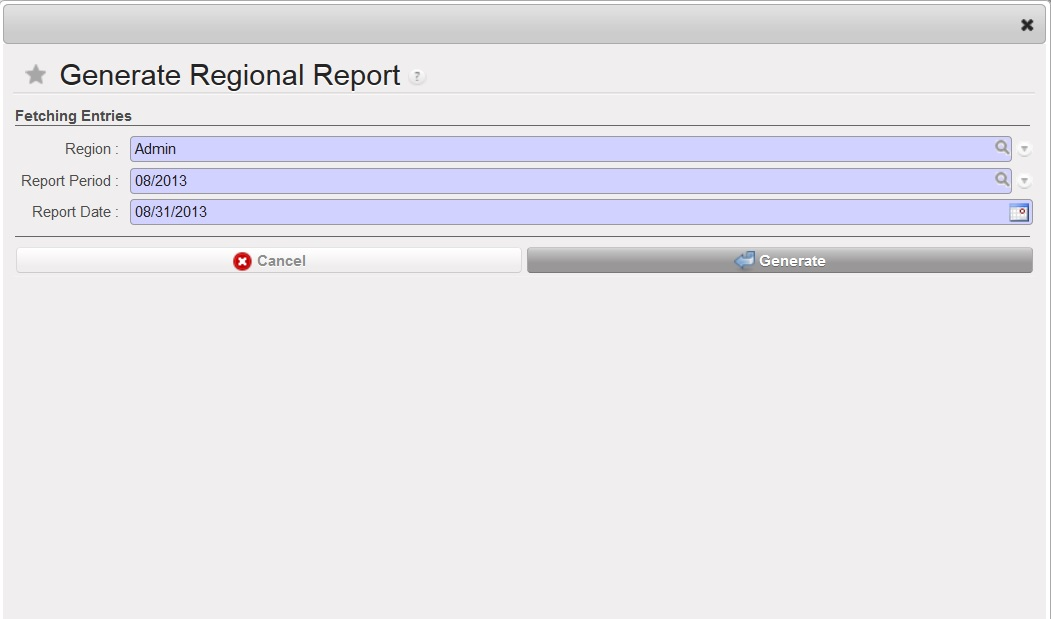 Generate Regional Report ?
Fetching Entries
Region : Admin
Report Period : 08/2013
Report Date : 08/31/2013
Cancel Generate